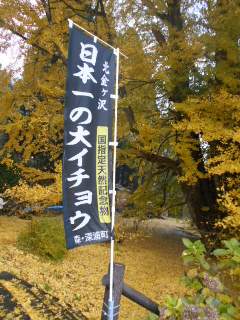 北金ヶ沢
日本一の大イチョウ
国指定天然記念物
深浦町